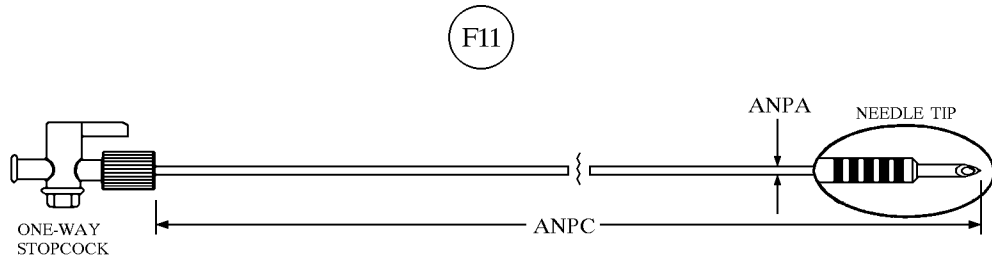 F11
ANPA
NEEDLE TIP
ANPC
ONE-WAY
STOPCOCK